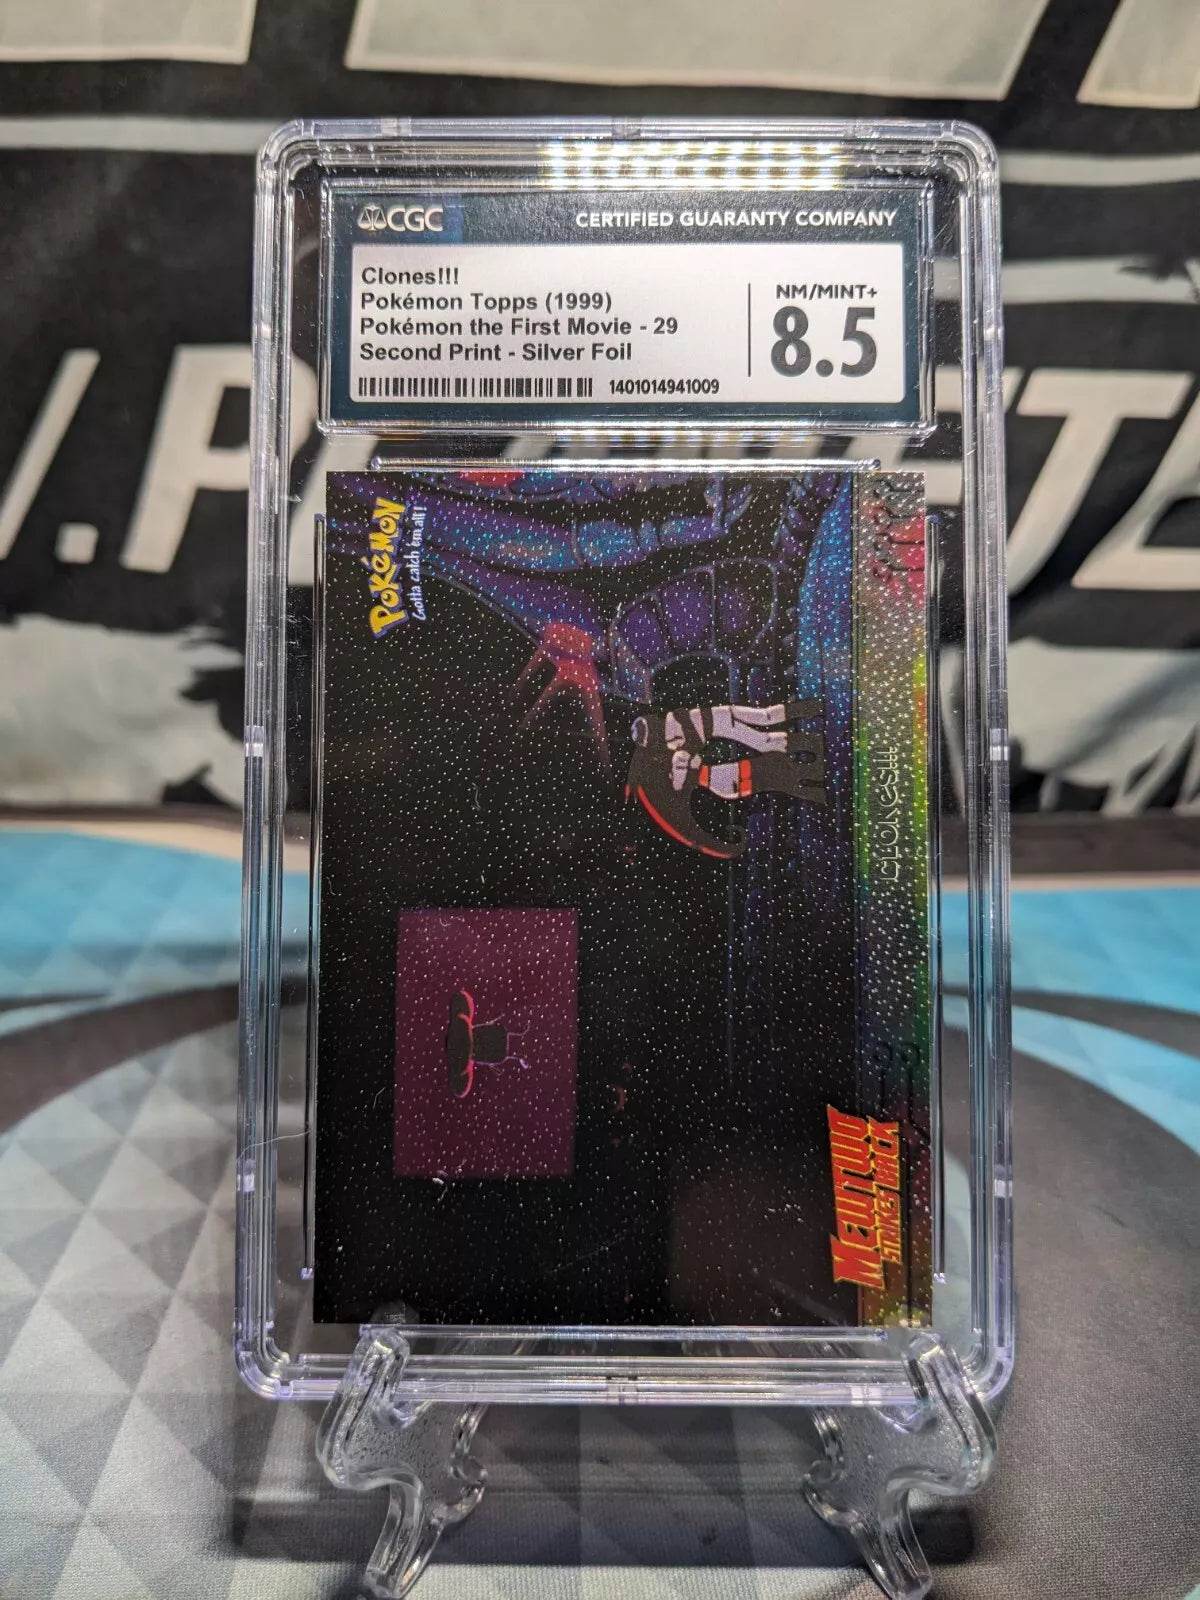 CGC
CERTIFIED GUARANTY COMPANY
Clones!!!
Pokémon Topps (1999)
Pokémon the First Movie - 29
Second Print - Silver Foil
1401014941009
NM/MINT+
8.5
POKéMON
Gotta catch 'em all!
CLONES!!!
MEWTWO
STRIKES BACK